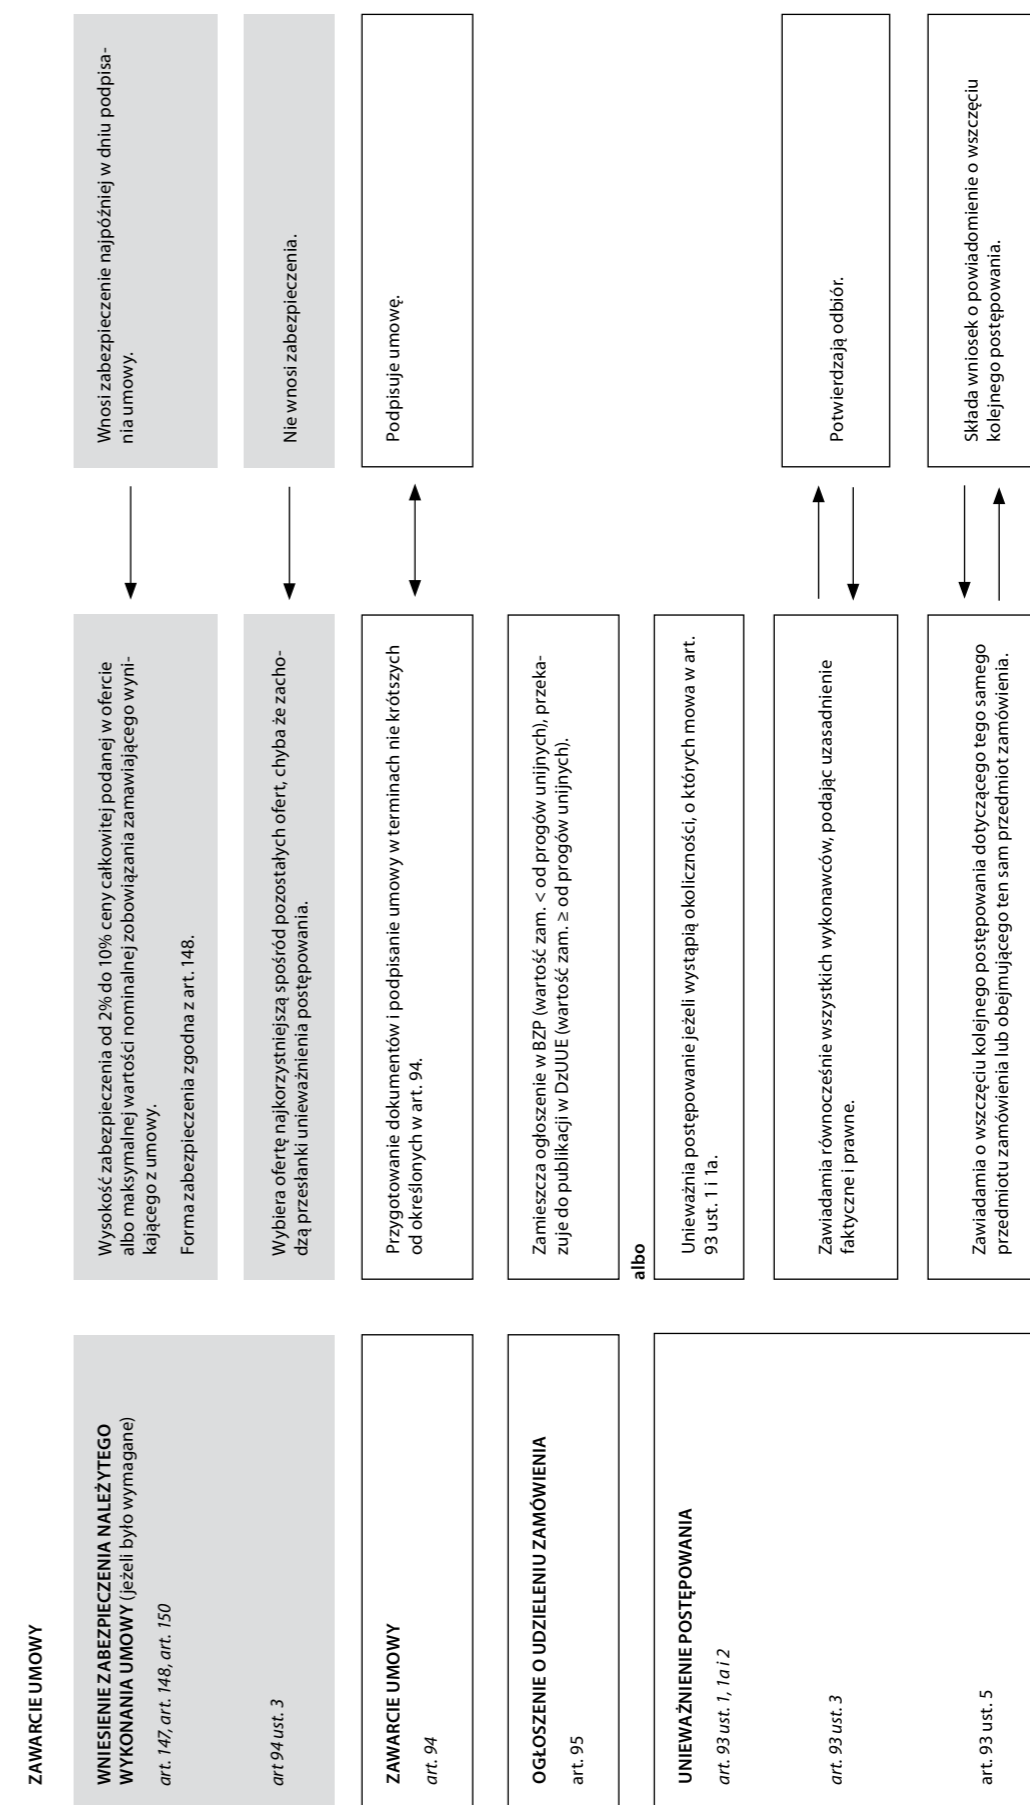 ZAWARCIE UMOWY
WNIESIENIE ZABEZPIECZENIA NALEŻYTEGO
WYKONANIA UMOWY (jeżeli było wymagane)
art. 147, art. 148, art. 150
Wysokość zabezpieczenia od 2% do 10% ceny całkowitej podanej w ofercie
albo maksymalnej wartości nominalnej zobowiązania zamawiającego wyni-
kającego z umowy.
Forma zabezpieczenia zgodna z art. 148.
Wnosi zabezpieczenie najpóźniej w dniu podpisa-
nia umowy.
art 94 ust. 3
Wybiera ofertę najkorzystniejszą spośród pozostałych ofert, chyba że zacho-
dzą przesłanki unieważnienia postępowania.
Nie wnosi zabezpieczenia.
ZAWARCIE UMOWY
art. 94
Przygotowanie dokumentów i podpisanie umowy w terminach nie krótszych
od określonych w art. 94.
Podpisuje umowę.
OGŁOSZENIE O UDZIELENIU ZAMÓWIENIA
art. 95
Zamieszcza ogłoszenie w BZP (wartość zam. < od progów unijnych), przeka-
zuje do publikacji w DzUUE (wartość zam. ≥ od progów unijnych).
albo
UNIEWAŻNIENIE POSTĘPOWANIA
art. 93 ust. 1, 1a i 2
Unieważnia postępowanie jeżeli wystąpią okoliczności, o których mowa w art.
93 ust. 1 i 1a.
art. 93 ust. 3
Zawiadamia równocześnie wszystkich wykonawców, podając uzasadnienie
faktyczne i prawne.
Potwierdzają odbiór.
art. 93 ust. 5
Zawiadamia o wszczęciu kolejnego postępowania dotyczącego tego samego
przedmiotu zamówienia lub obejmującego ten sam przedmiot zamówienia.
Składa wniosek o powiadomienie o wszczęciu
kolejnego postępowania.